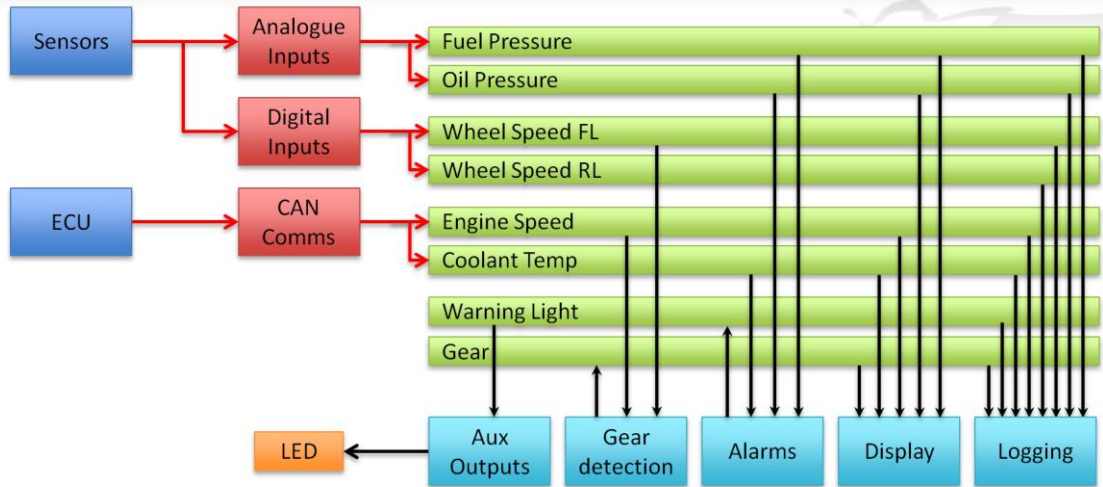 Sensors
Analogue
Inputs
Fuel Pressure
Oil Pressure
Digital
Inputs
Wheel Speed FL
Wheel Speed RL
ECU
CAN
Comms
Engine Speed
Coolant Temp
Warning Light
Gear
LED
Aux
Outputs
Gear
detection
Alarms
Display
Logging